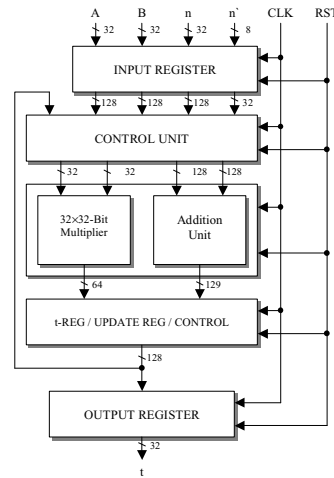 A B n n` CLK RST
32 32 32 8
INPUT REGISTER
128 128 128 32
CONTROL UNIT
32 32 128 128
32×32-Bit
Multiplier
Addition
Unit
64 129
t-REG / UPDATE REG / CONTROL
128
OUTPUT REGISTER
32
t